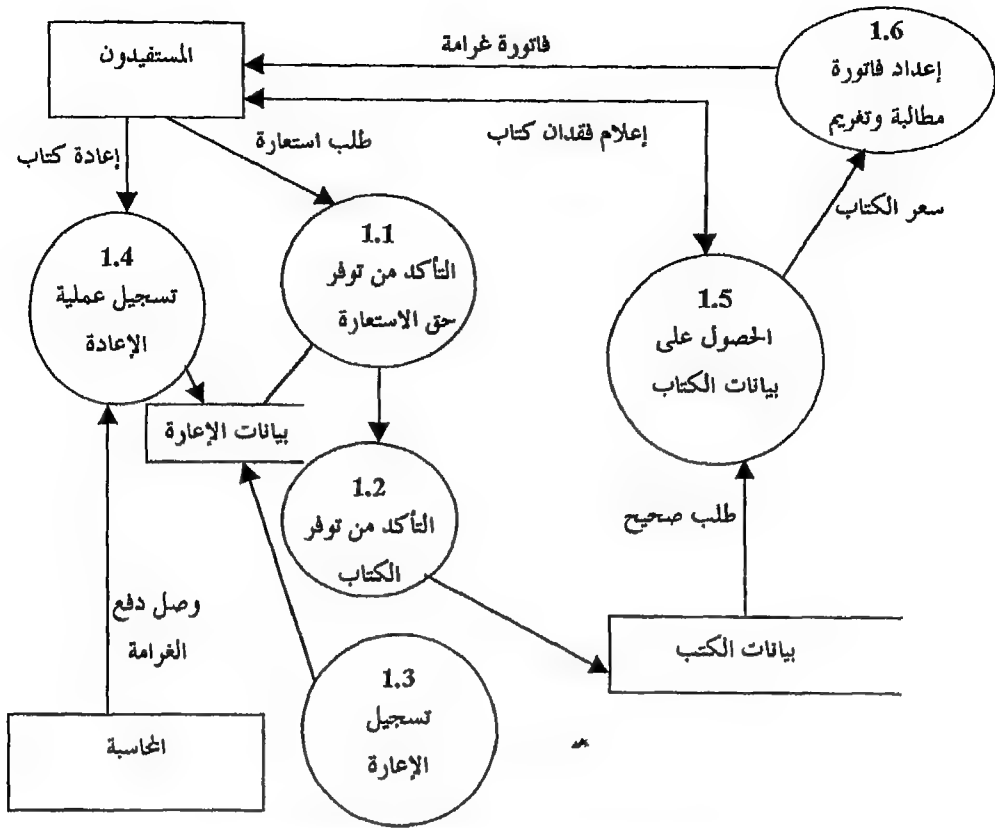 المستفيدون
فاتورة غرامة
1.6
إعداد فاتورة
مطالبة وتغريم
إعلام فقدان كتاب
طلب استعارة
إعادة كتاب
سعر الكتاب
1.4
تسجيل عملية
الإعادة
1.1
التأكد من توفر
حق الاستعارة
1.5
الحصول على
بيانات الكتاب
بيانات الإعارة
1.2
التأكد من توفر
الكتاب
طلب صحيح
وصل دفع
الغرامة
بيانات الكتب
1.3
تسجيل
الإعارة
المحاسبة